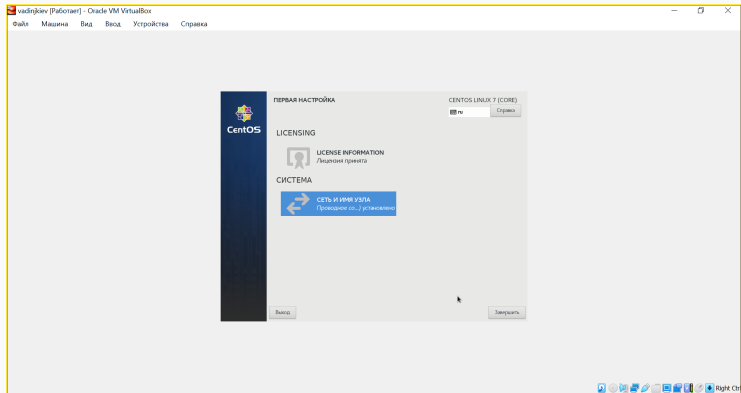 vadinjkiev [Работает] - Oracle VM VirtualBox
Файл Машина Вид Ввод Устройства Справка
ПЕРВАЯ НАСТРОЙКА
CENTOS LINUX 7 (CORE)
ru
Справка
CentOS
LICENSING
LICENSE INFORMATION
Лицензия принята
СИСТЕМА
СЕТЬ И ИМЯ УЗЛА
Проводное со...) установлено
Выход
Завершить
Right Ctrl